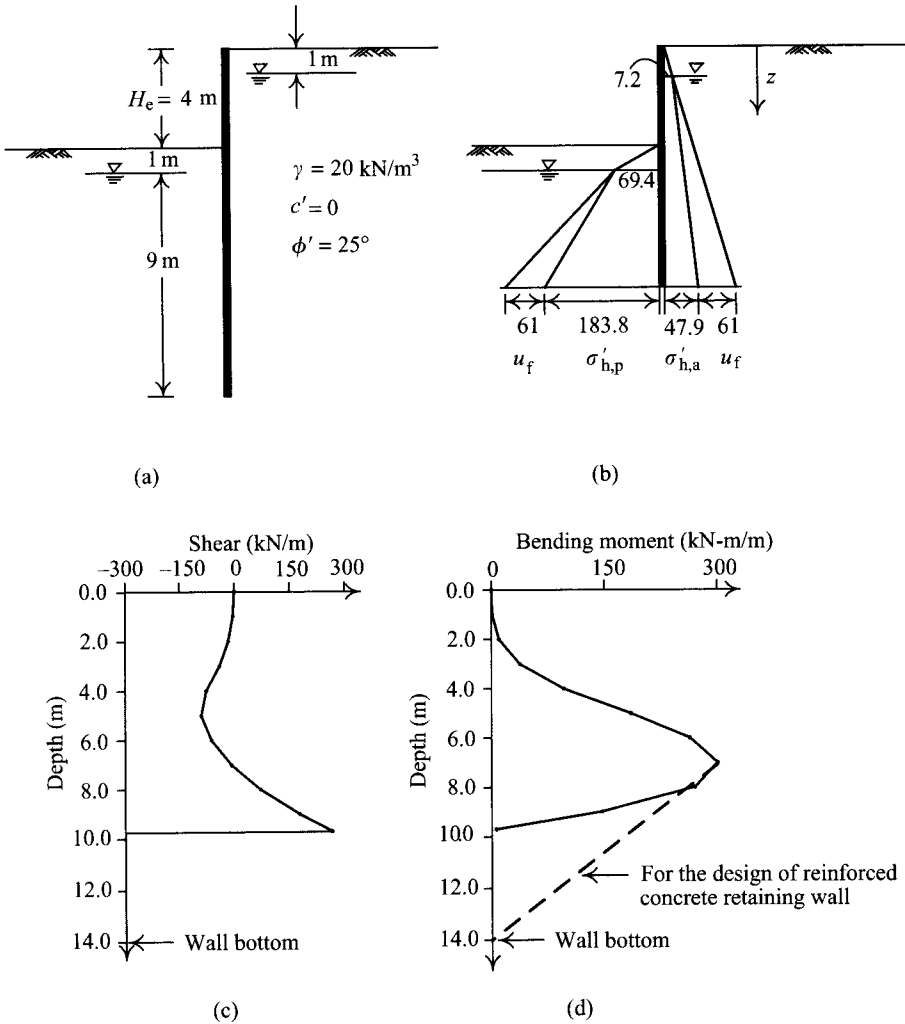 1 m
H_e = 4 m
1 m
9 m
γ = 20 kN/m³
c′ = 0
ϕ′ = 25°
(a)
7.2
z
69.4
61 183.8 47.9 61
u_f σ′_h,p σ′_h,a u_f
(b)
Shear (kN/m)
−300 −150 0 150 300
0.0
2.0
4.0
6.0
8.0
10.0
12.0
14.0
Depth (m)
Wall bottom
(c)
Bending moment (kN-m/m)
0 150 300
0.0
2.0
4.0
6.0
8.0
100
12.0
14.0
Depth (m)
For the design of reinforced
concrete retaining wall
Wall bottom
(d)